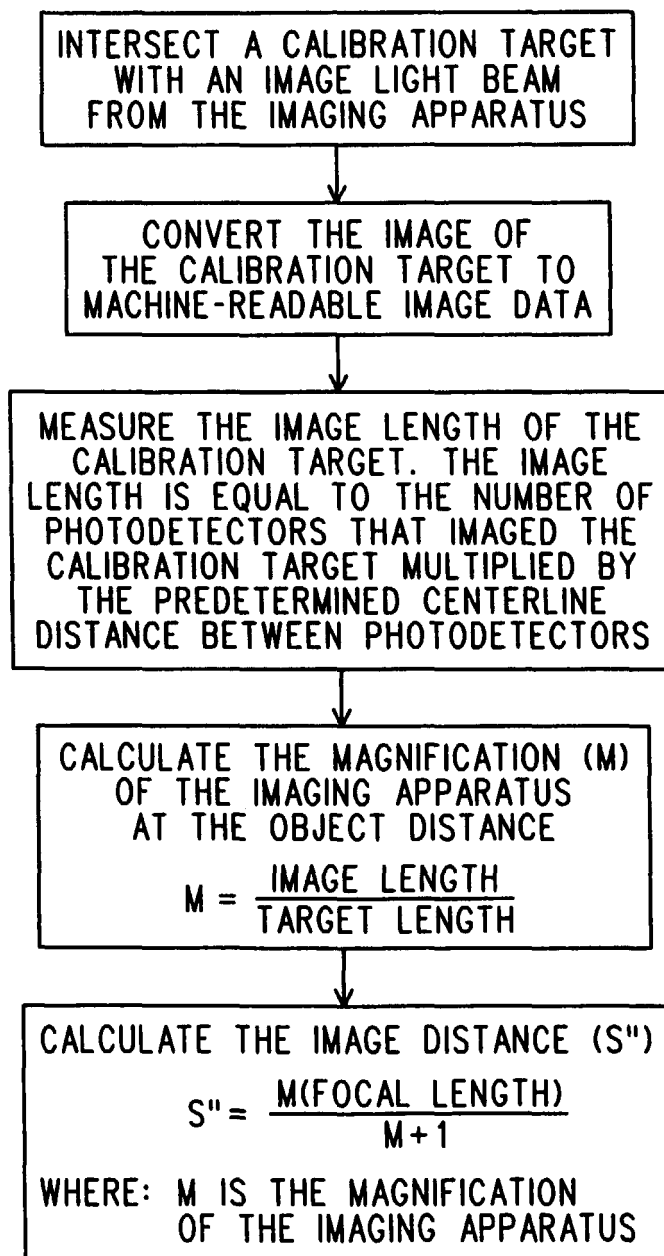 INTERSECT A CALIBRATION TARGET
WITH AN IMAGE LIGHT BEAM
FROM THE IMAGING APPARATUS
CONVERT THE IMAGE OF
THE CALIBRATION TARGET TO
MACHINE-READABLE IMAGE DATA
MEASURE THE IMAGE LENGTH OF THE
CALIBRATION TARGET. THE IMAGE
LENGTH IS EQUAL TO THE NUMBER OF
PHOTODETECTORS THAT IMAGED THE
CALIBRATION TARGET MULTIPLIED BY
THE PREDETERMINED CENTERLINE
DISTANCE BETWEEN PHOTODETECTORS
CALCULATE THE MAGNIFICATION (M)
OF THE IMAGING APPARATUS
AT THE OBJECT DISTANCE
M = IMAGE LENGTH
TARGET LENGTH
CALCULATE THE IMAGE DISTANCE (S")
S" = M(FOCAL LENGTH)
M+1
WHERE: M IS THE MAGNIFICATION
OF THE IMAGING APPARATUS